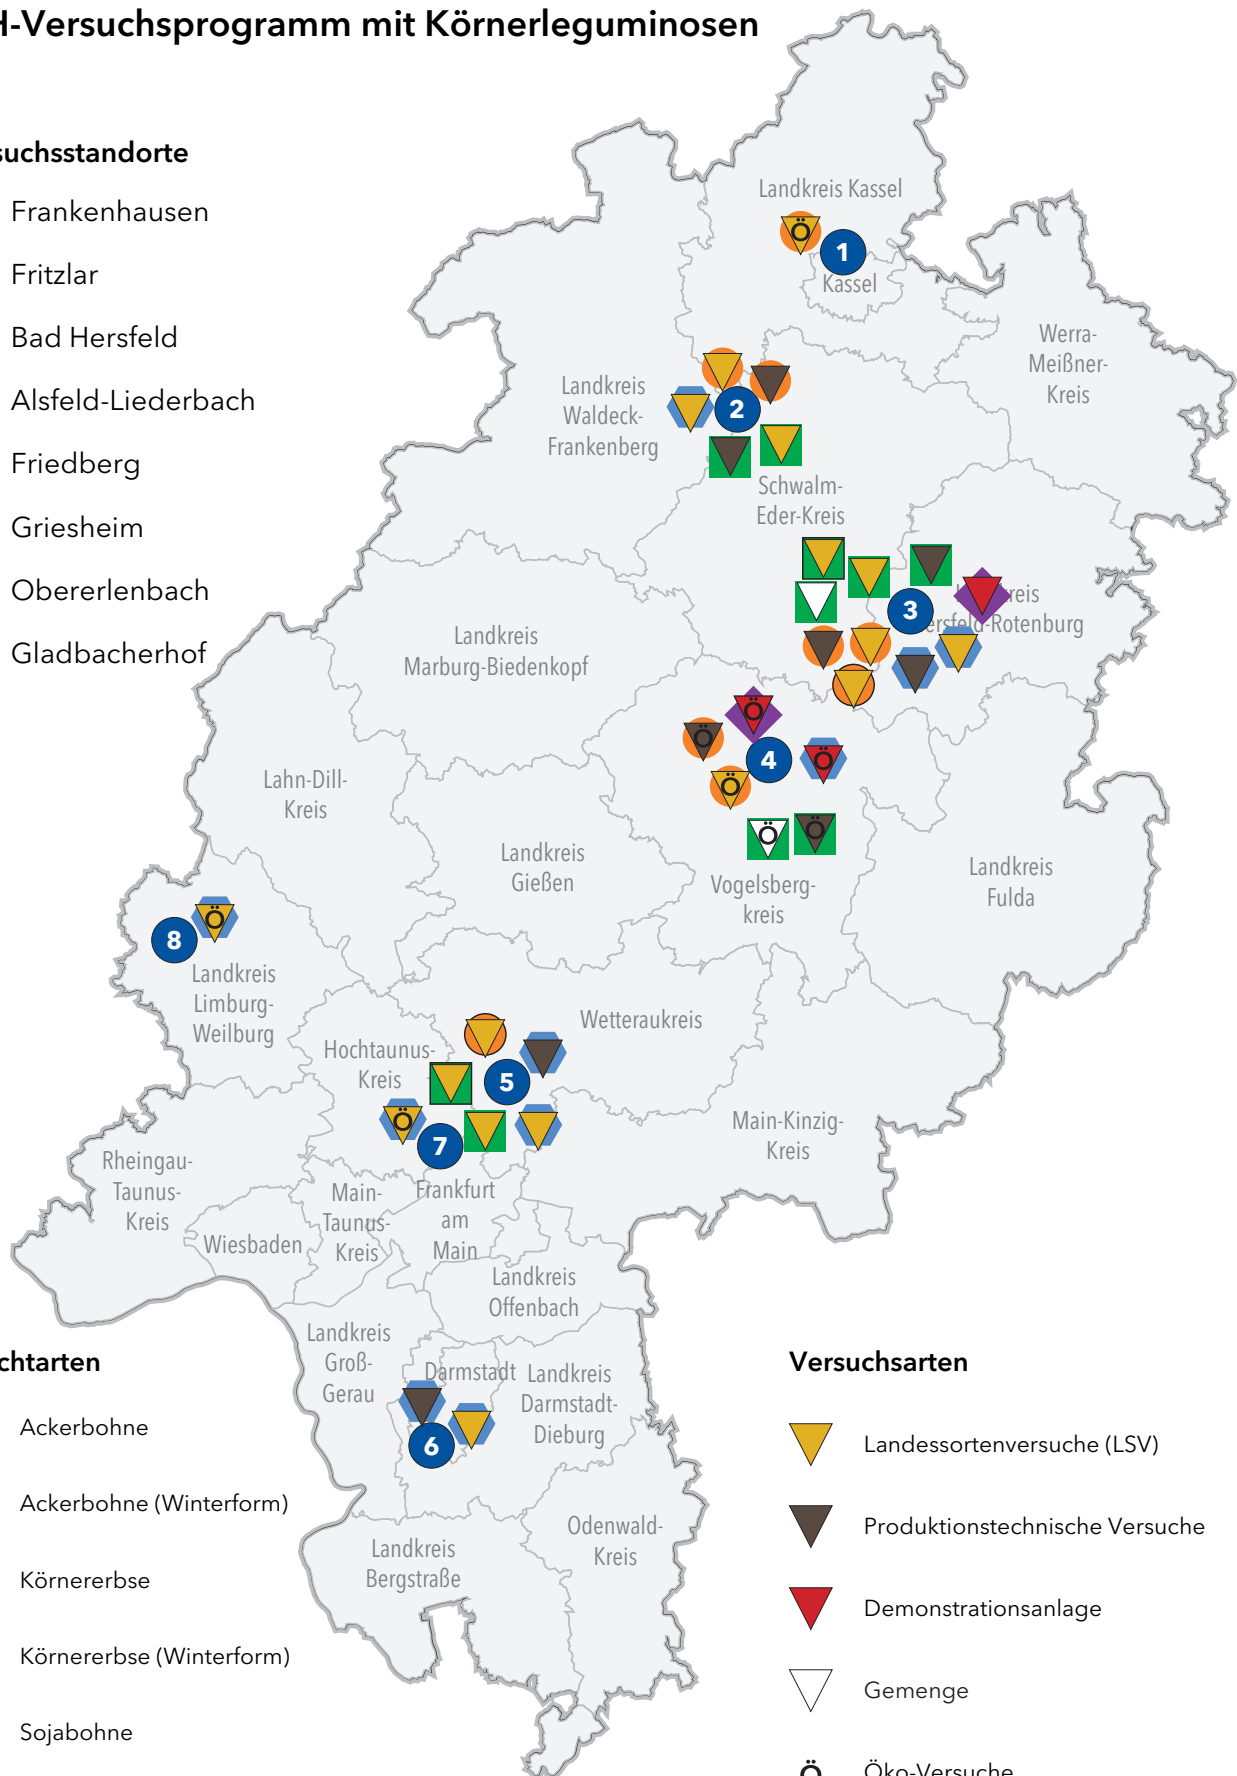 H-Versuchsprogramm mit Körnerleguminosen
suchsstandorte
Frankenhausen
Fritzlar
Bad Hersfeld
Alsfeld-Liederbach
Friedberg
Griesheim
Obererlenbach
Gladbacherhof
Landkreis Kassel
Ö
1
Kassel
Werra-
Meißner-
Kreis
Landkreis
Waldeck-
Frankenberg
2
Schwalm-
Eder-Kreis
3
reis
ersfeld-Rotenburg
Landkreis
Marburg-Biedenkopf
Ö
Ö
4
Ö
Ö
Ö
Ö
Lahn-Dill-
Kreis
Landkreis
Gießen
Vogelsberg-
kreis
Landkreis
Fulda
Ö
8
Landkreis
Limburg-
Weilburg
Wetteraukreis
Hochtaunus-
Kreis
5
Ö
7
Main-Kinzig-
Kreis
Rheingau-
Taunus-
Kreis
Main-
Taunus-
Kreis
Frankfurt
am
Main
Wiesbaden
Landkreis
Offenbach
Landkreis
Groß-
Gerau
Darmstadt
Landkreis
Darmstadt-
Dieburg
6
Odenwald-
Kreis
Landkreis
Bergstraße
chtarten
Ackerbohne
Ackerbohne (Winterform)
Körnererbse
Körnererbse (Winterform)
Sojabohne
Versuchsarten
Landessortenversuche (LSV)
Produktionstechnische Versuche
Demonstrationsanlage
Gemenge
Ö Öko-Versuche